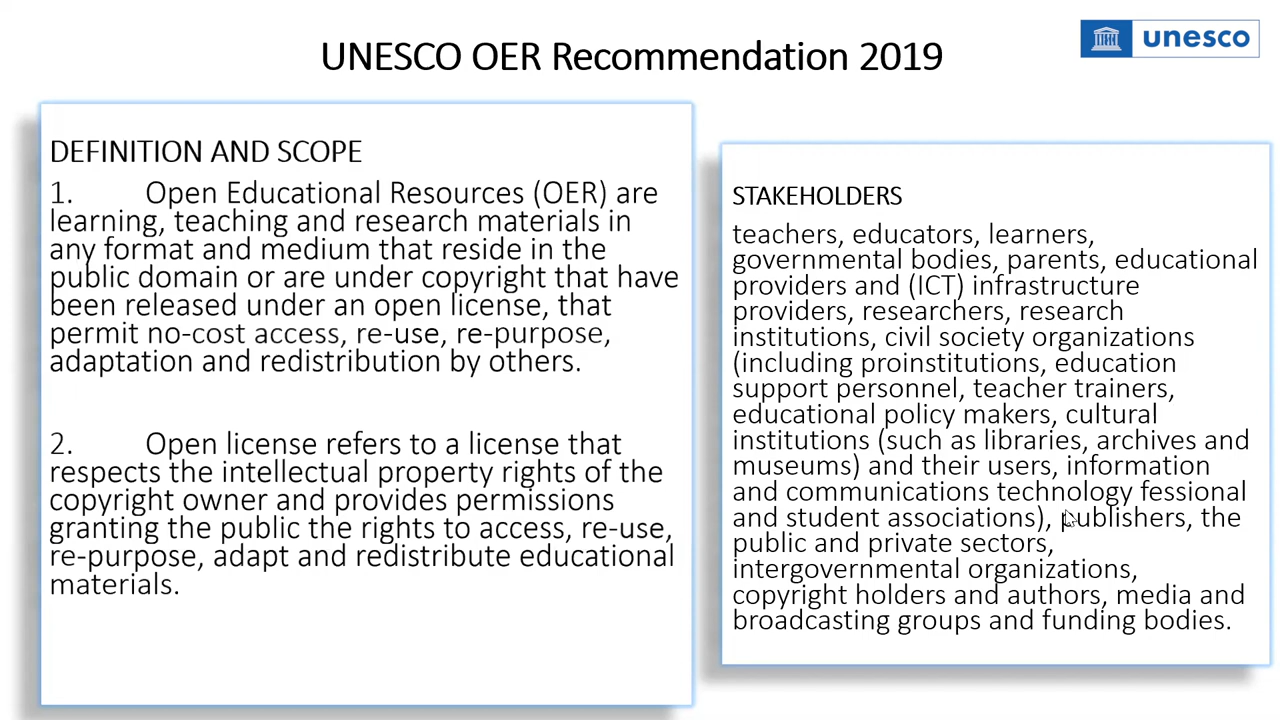 UNESCO OER Recommendation 2019
unesco
DEFINITION AND SCOPE
1. Open Educational Resources (OER) are
learning, teaching and research materials in
any format and medium that reside in the
public domain or are under copyright that have
been released under an open license, that
permit no-cost access, re-use, re-purpose,
adaptation and redistribution by others.
2. Open license refers to a license that
respects the intellectual property rights of the
copyright owner and provides permissions
granting the public the rights to access, re-use,
re-purpose, adapt and redistribute educational
materials.
STAKEHOLDERS
teachers, educators, learners,
governmental bodies, parents, educational
providers and (ICT) infrastructure
providers, researchers, research
institutions, civil society organizations
(including proinstitutions, education
support personnel, teacher trainers,
educational policy makers, cultural
institutions (such as libraries, archives and
museums) and their users, information
and communications technology fessional
and student associations), publishers, the
public and private sectors,
intergovernmental organizations,
copyright holders and authors, media and
broadcasting groups and funding bodies.